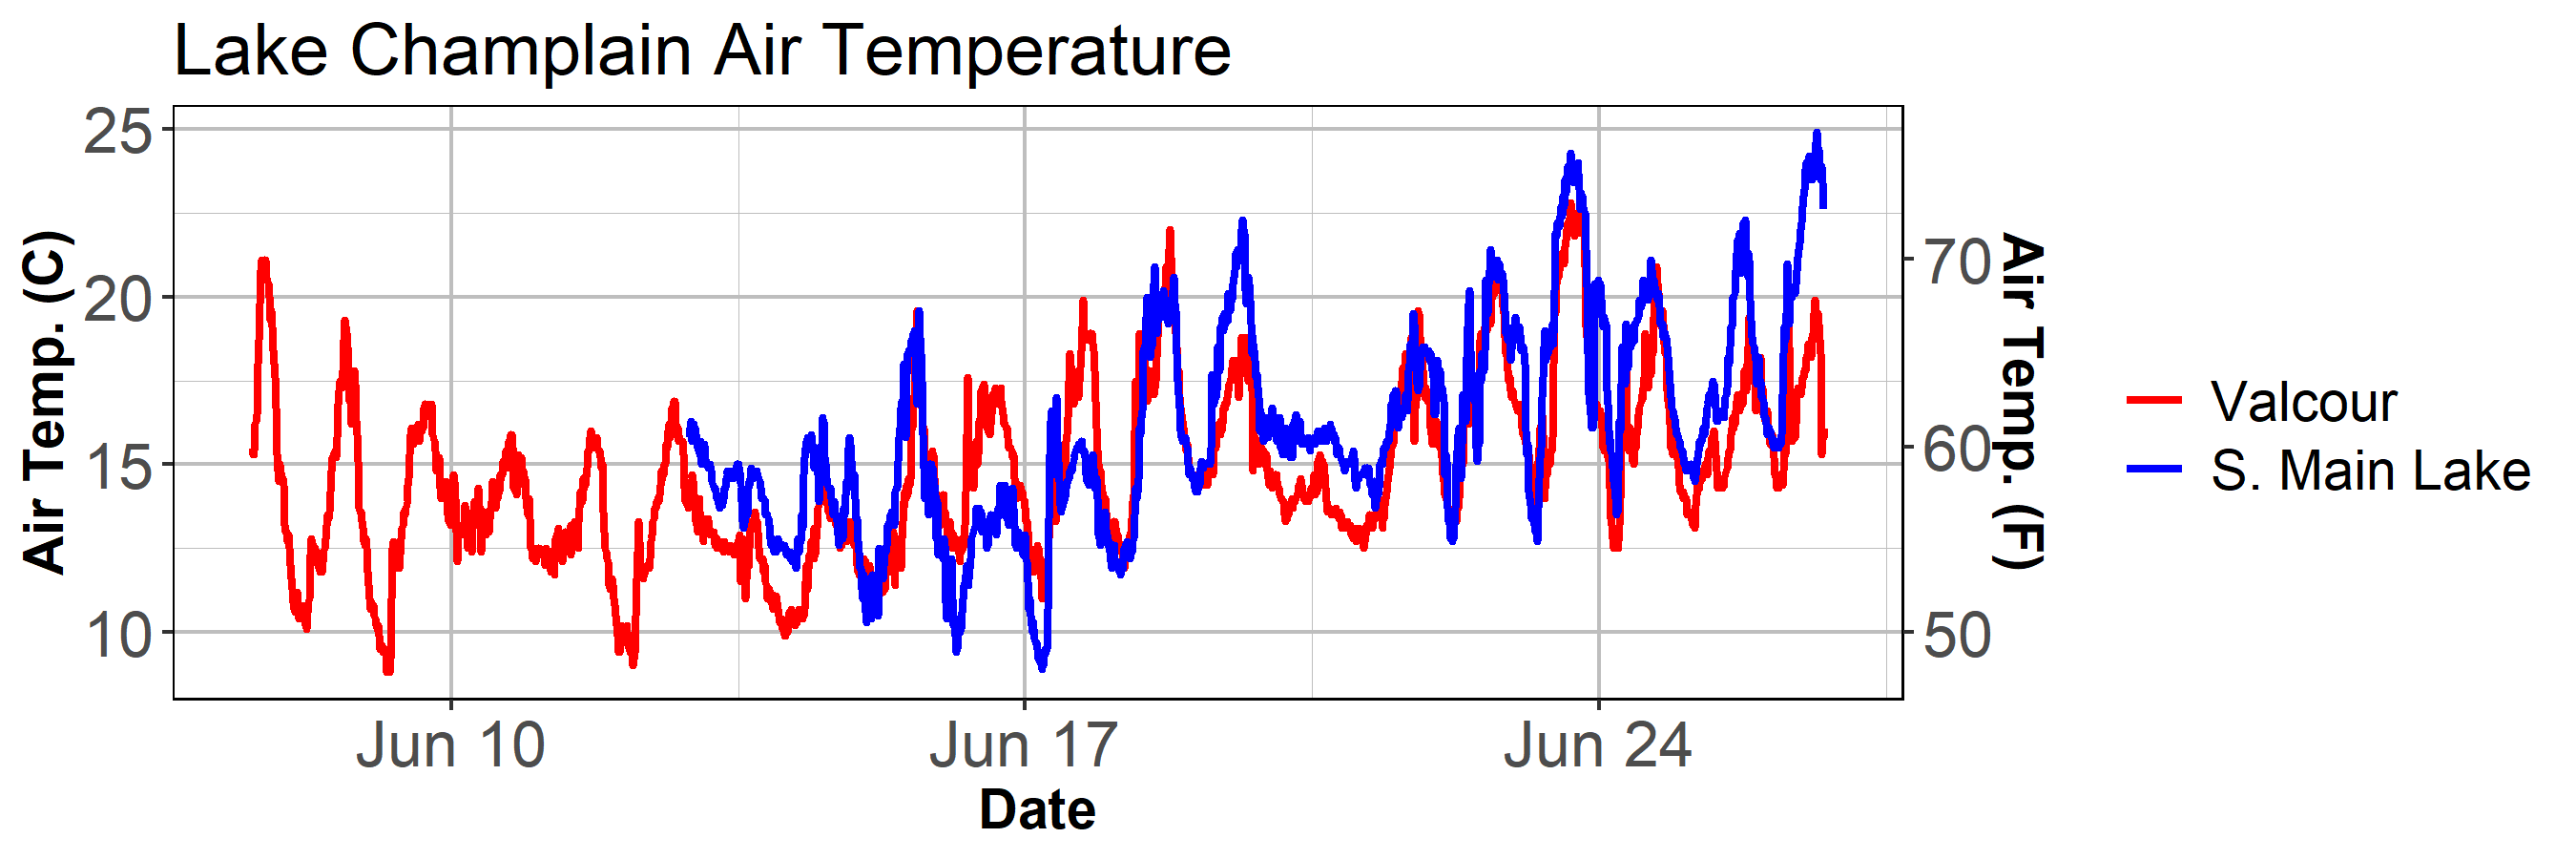 Lake Champlain Air Temperature
25
20
15
10
Air Temp. (C)
70
60
50
Air Temp. (F)
Jun 10
Jun 17
Jun 24
Date
Valcour
S. Main Lake